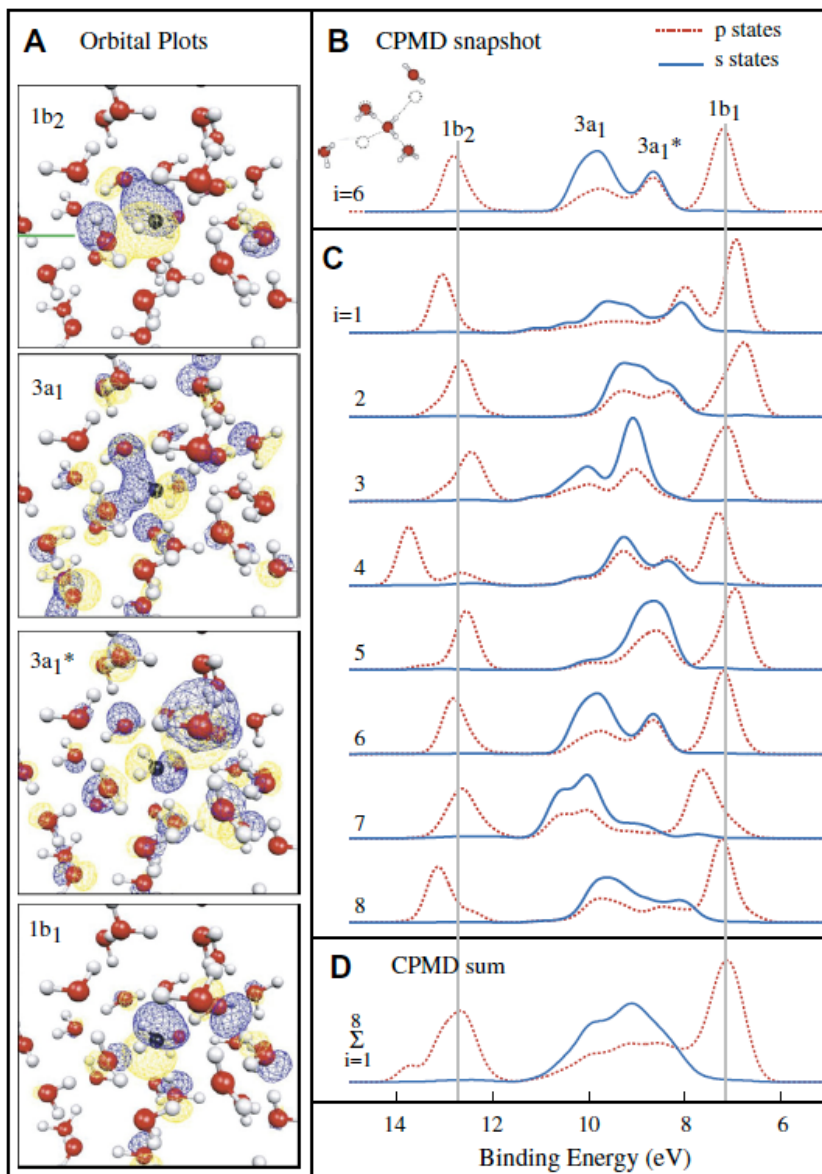 A Orbital Plots
1b2
3a1
3a1*
1b1
B CPMD snapshot
p states
s states
1b2
3a1
3a1*
1b1
i=6
C
i=1
2
3
4
5
6
7
8
D CPMD sum
8
Σ
i=1
14 12 10 8 6
Binding Energy (eV)